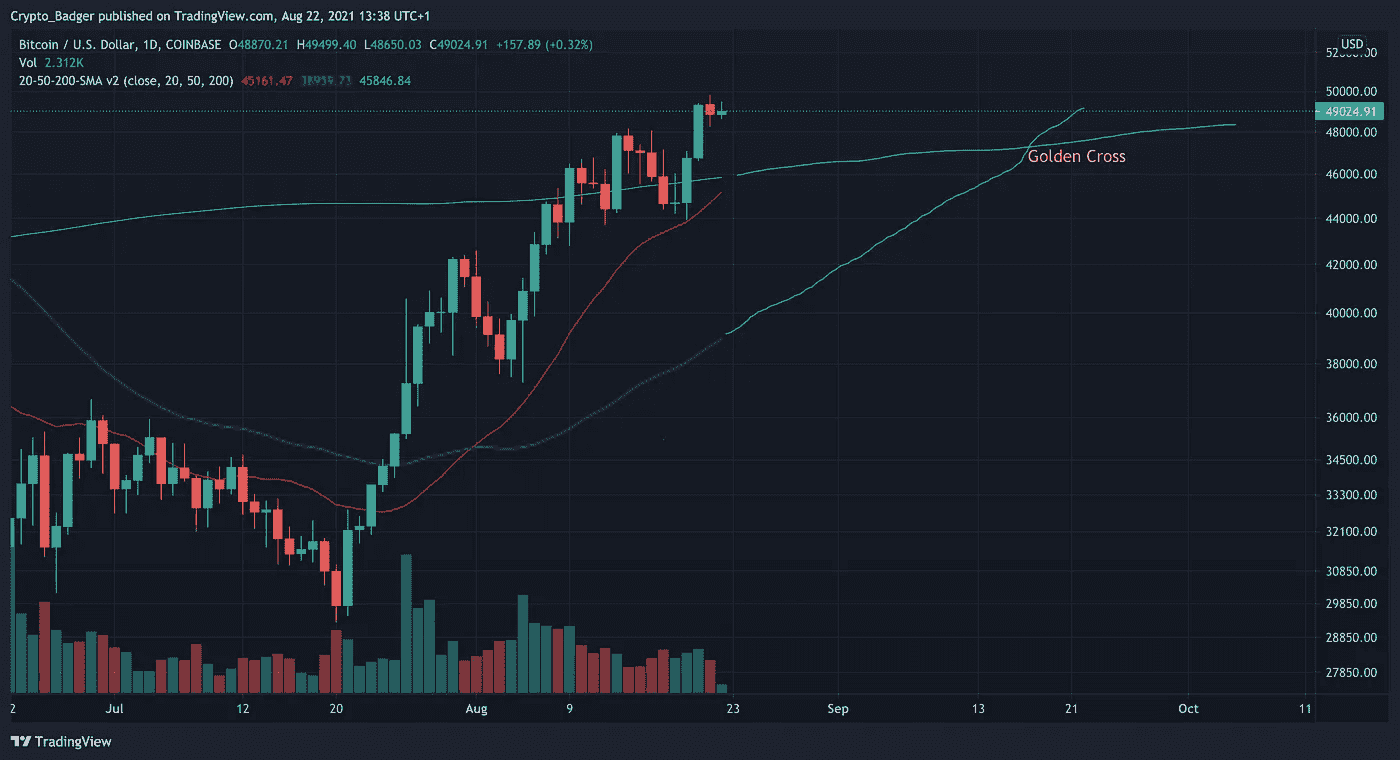 Crypto_Badger published on TradingView.com, Aug 22, 2021 13:38 UTC+1
Bitcoin / U.S. Dollar, 1D, COINBASE O48870.21 H49499.40 L48650.03 C49024.91 +157.89 (+0.32%)
Vol 2.312K
20-50-200-SMA v2 (close, 20, 50, 200) 45161.47 45846.84
USD
50000.00
49024.91
48000.00
46000.00
Golden Cross
44000.00
42000.00
40000.00
38000.00
36000.00
34500.00
33300.00
32100.00
30850.00
29850.00
28850.00
27850.00
2 Jul 12 20 Aug 9 23 Sep 13 21 Oct 11
TradingView